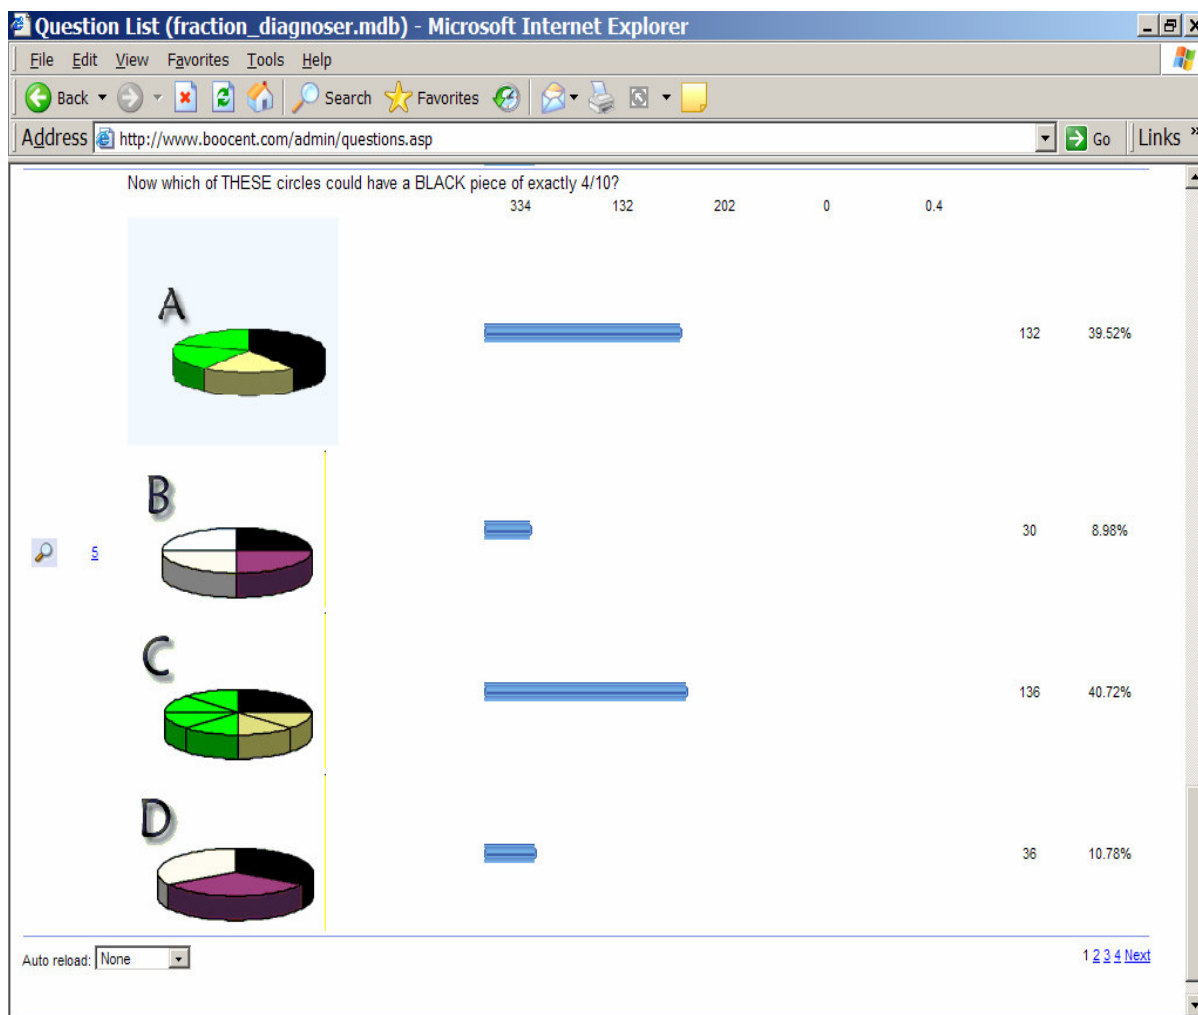 Question List (fraction_diagnoser.mdb) - Microsoft Internet Explorer
File Edit View Favorites Tools Help
Back Search Favorites
Address http://www.boocent.com/admin/questions.asp Go Links »
Now which of THESE circles could have a BLACK piece of exactly 4/10?
334 132 202 0 0.4
A
132 39.52%
B
5 30 8.98%
C
136 40.72%
D
36 10.78%
Auto reload: None 1 2 3 4 Next